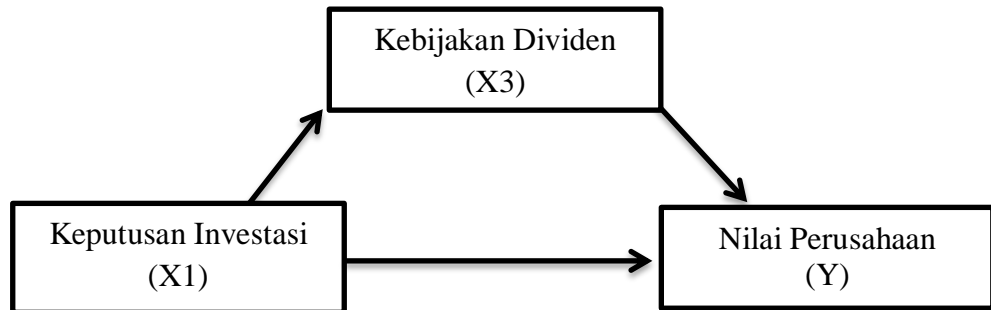 Kebijakan Dividen
(X3)
Keputusan Investasi
(X1)
Nilai Perusahaan
(Y)